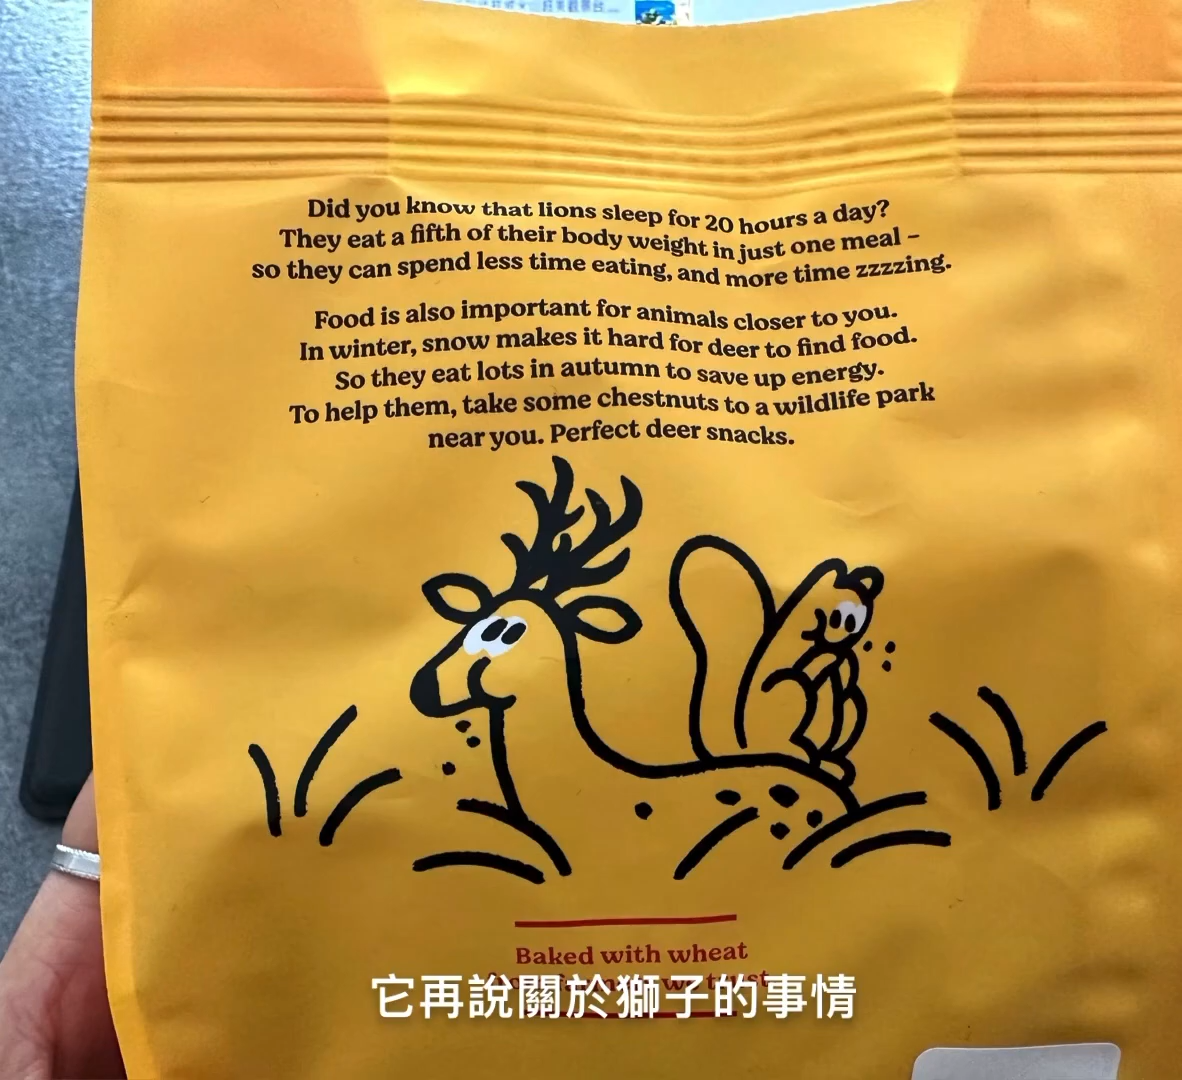 Did you know that lions sleep for 20 hours a day?
They eat a fifth of their body weight in just one meal –
so they can spend less time eating, and more time zzzzing.
Food is also important for animals closer to you.
In winter, snow makes it hard for deer to find food.
So they eat lots in autumn to save up energy.
To help them, take some chestnuts to a wildlife park
near you. Perfect deer snacks.
Baked with wheat
它再說關於獅子的事情